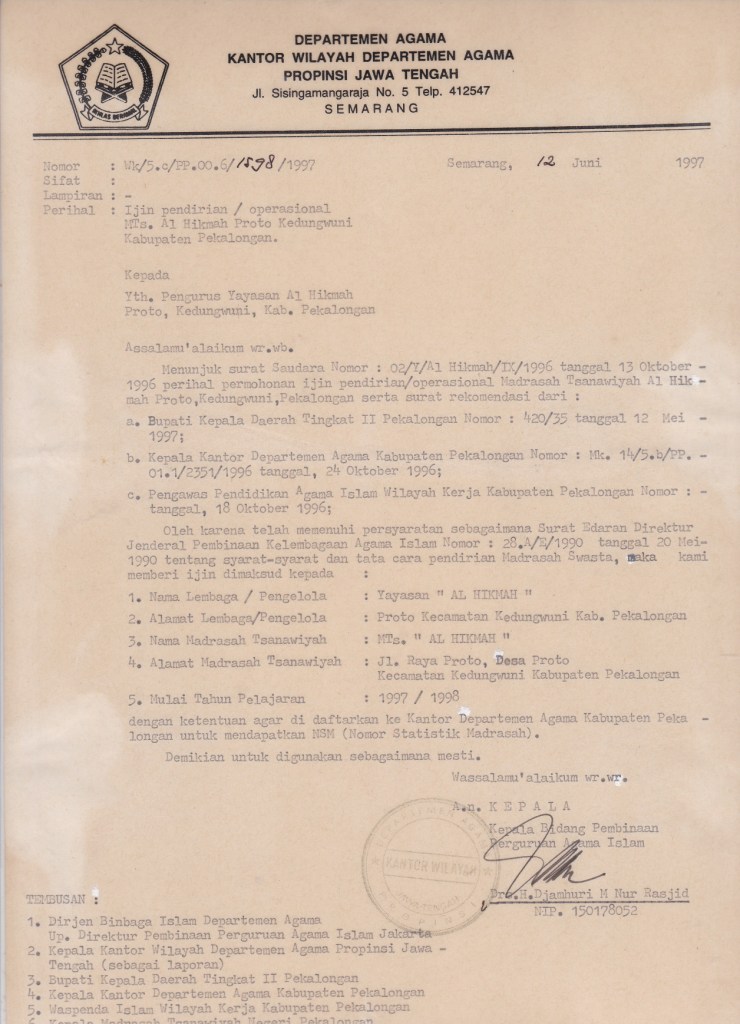 DEPARTEMEN AGAMA
KANTOR WILAYAH DEPARTEMEN AGAMA
PROPINSI JAWA TENGAH
Jl. Sisingamangaraja No. 5 Telp. 412547
SEMARANG
Nomor : Wk/5.c/PP.00.6/1598/1997 Semarang, 12 Juni 1997
Sifat :
Lampiran : -
Perihal : Ijin pendirian / operasional
MTs. Al Hikmah Proto Kedungwuni
Kabupaten Pekalongan.
Kepada
Yth. Pengurus Yayasan Al Hikmah
Proto, Kedungwuni, Kab. Pekalongan
Assalamu'alaikum wr.wb.
Menunjuk surat Saudara Nomor : 02/Y/Al Hikmah/IX/1996 tanggal 13 Oktober -
1996 perihal permohonan ijin pendirian/operasional Madrasah Tsanawiyah Al Hik -
mah Proto,Kedungwuni,Pekalongan serta surat rekomendasi dari :
a. Bupati Kepala Daerah Tingkat II Pekalongan Nomor : 420/35 tanggal 12 Mei -
1997;
b. Kepala Kantor Departemen Agama Kabupaten Pekalongan Nomor : Mk. 14/5.b/PP. -
01.1/2351/1996 tanggal, 24 Oktober 1996;
c. Pengawas Pendidikan Agama Islam Wilayah Kerja Kabupaten Pekalongan Nomor : -
tanggal, 18 Oktober 1996;
Oleh karena telah memenuhi persyaratan sebagaimana Surat Edaran Direktur
Jenderal Pembinaan Kelembagaan Agama Islam Nomor : 28.A/E/1990 tanggal 20 Mei-
1990 tentang syarat-syarat dan tata cara pendirian Madrasah Swasta, maka kami
memberi ijin dimaksud kepada :
1. Nama Lembaga / Pengelola : Yayasan " AL HIKMAH "
2. Alamat Lembaga/Pengelola : Proto Kecamatan Kedungwuni Kab. Pekalongan
3. Nama Madrasah Tsanawiyah : MTs. " AL HIKMAH "
4. Alamat Madrasah Tsanawiyah : Jl. Raya Proto, Desa Proto
Kecamatan Kedungwuni Kabupaten Pekalongan
5. Mulai Tahun Pelajaran : 1997 / 1998
dengan ketentuan agar di daftarkan ke Kantor Departemen Agama Kabupaten Peka -
longan untuk mendapatkan NSM (Nomor Statistik Madrasah).
Demikian untuk digunakan sebagaimana mesti.
Wassalamu'alaikum wr.wr.
A.n. K E P A L A
Kepala Bidang Pembinaan
Perguruan Agama Islam
KANTOR WILAYAH
Drs.H.Djamhuri M Nur Rasjid
NIP. 150178052
TEMBUSAN :
1. Dirjen Binbaga Islam Departemen Agama
Up. Direktur Pembinaan Perguruan Agama Islam Jakarta
2. Kepala Kantor Wilayah Departemen Agama Propinsi Jawa -
Tengah (sebagai laporan)
3. Bupati Kepala Daerah Tingkat II Pekalongan
4. Kepala Kantor Departemen Agama Kabupaten Pekalongan
5. Waspenda Islam Wilayah Kerja Kabupaten Pekalongan
6. Kepala Madrasah Tsanawiyah Negeri Pekalongan